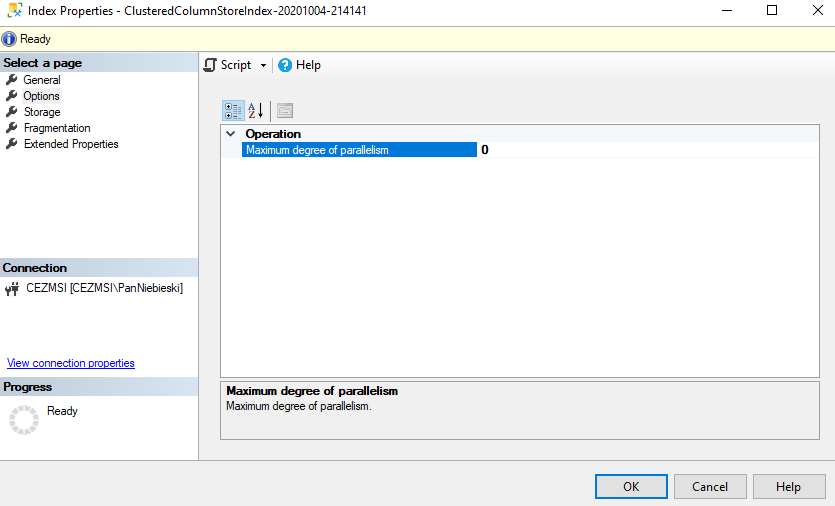 Index Properties - ClusteredColumnStoreIndex-20201004-214141
Ready
Select a page
General
Options
Storage
Fragmentation
Extended Properties
Script
Help
A
Z
Operation
Maximum degree of parallelism 0
Connection
CEZMSI [CEZMSI\PanNiebieski]
View connection properties
Progress
Ready
Maximum degree of parallelism
Maximum degree of parallelism.
OK Cancel Help